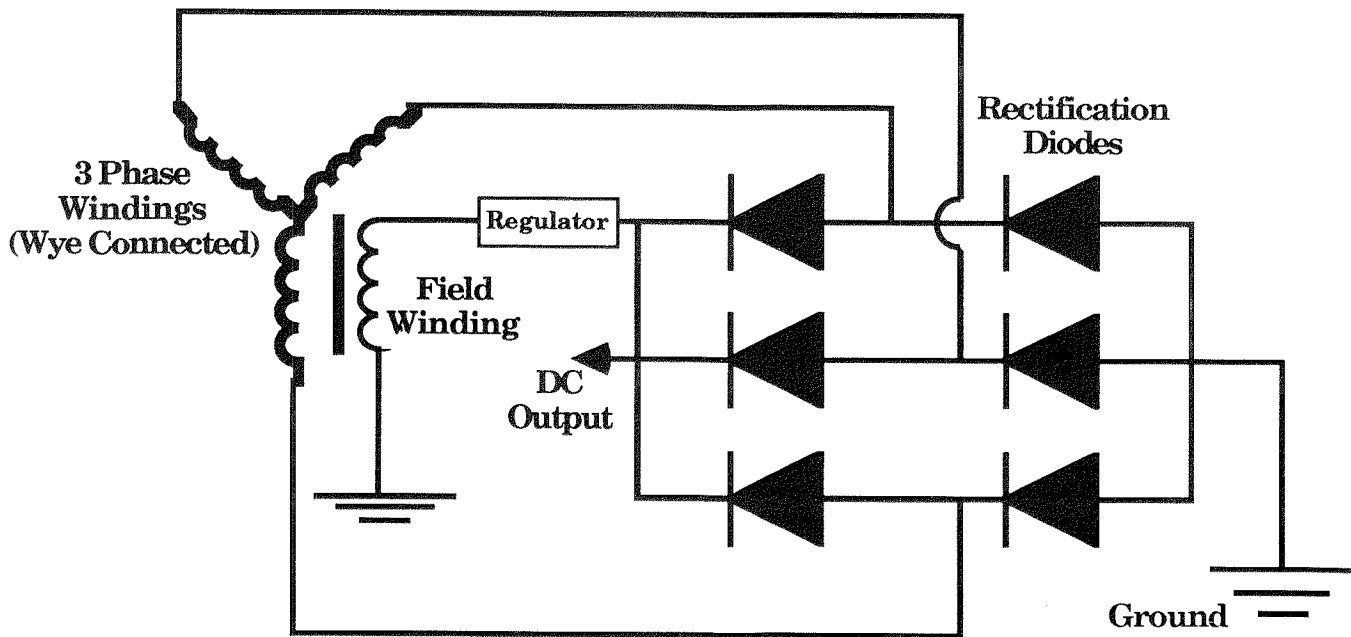 3 Phase
Windings
(Wye Connected)
Regulator
Field
Winding
DC
Output
Rectification
Diodes
Ground